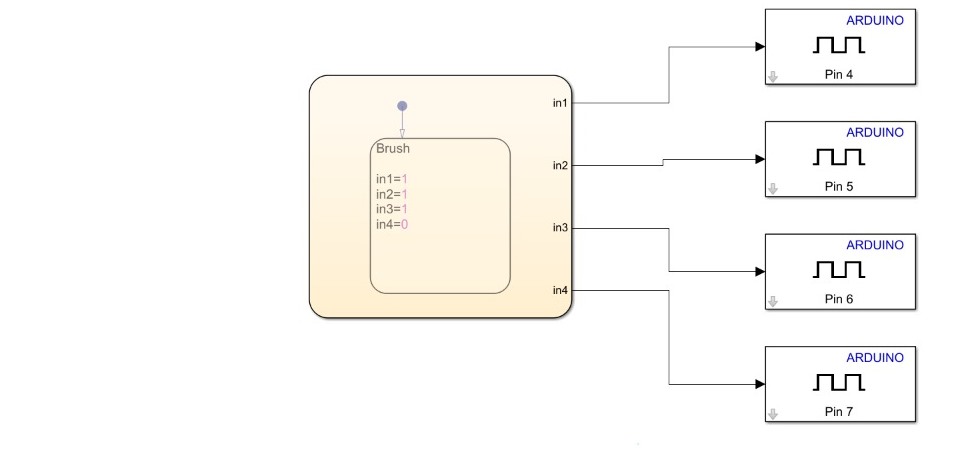 ARDUINO
Pin 4
in1
Brush
in1=1
in2=1
in3=1
in4=0
in2
ARDUINO
Pin 5
in3
ARDUINO
Pin 6
in4
ARDUINO
Pin 7